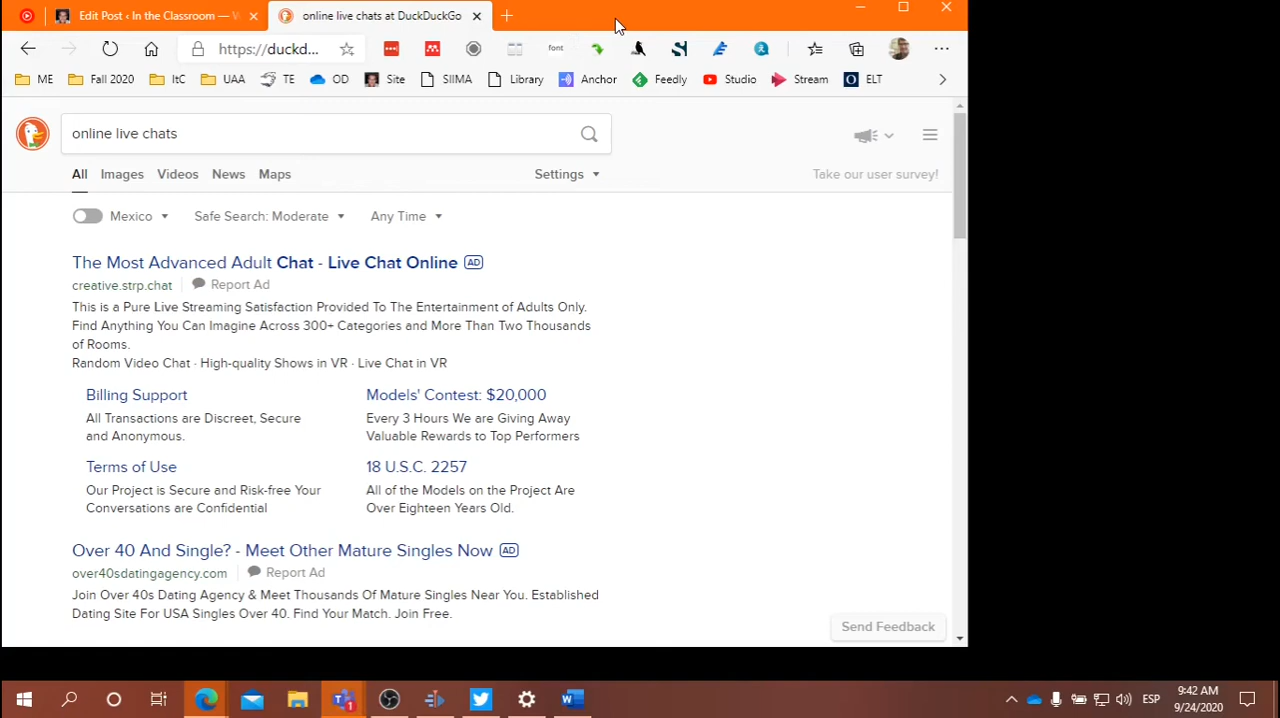 Edit Post ‹ In the Classroom — W
online live chats at DuckDuckGo
https://duckd...
font
ME
Fall 2020
ItC
UAA
TE
OD
Site
SIIMA
Library
Anchor
Feedly
Studio
Stream
ELT
online live chats
All Images Videos News Maps Settings
Take our user survey!
Mexico Safe Search: Moderate Any Time
The Most Advanced Adult Chat - Live Chat Online AD
creative.strp.chat Report Ad
This is a Pure Live Streaming Satisfaction Provided To The Entertainment of Adults Only.
Find Anything You Can Imagine Across 300+ Categories and More Than Two Thousands
of Rooms.
Random Video Chat · High-quality Shows in VR · Live Chat in VR
Billing Support
All Transactions are Discreet, Secure
and Anonymous.
Models' Contest: $20,000
Every 3 Hours We are Giving Away
Valuable Rewards to Top Performers
Terms of Use
Our Project is Secure and Risk-free Your
Conversations are Confidential
18 U.S.C. 2257
All of the Models on the Project Are
Over Eighteen Years Old.
Over 40 And Single? - Meet Other Mature Singles Now AD
over40sdatingagency.com Report Ad
Join Over 40s Dating Agency & Meet Thousands Of Mature Singles Near You. Established
Dating Site For USA Singles Over 40. Find Your Match. Join Free.
Send Feedback
ESP
9:42 AM
9/24/2020